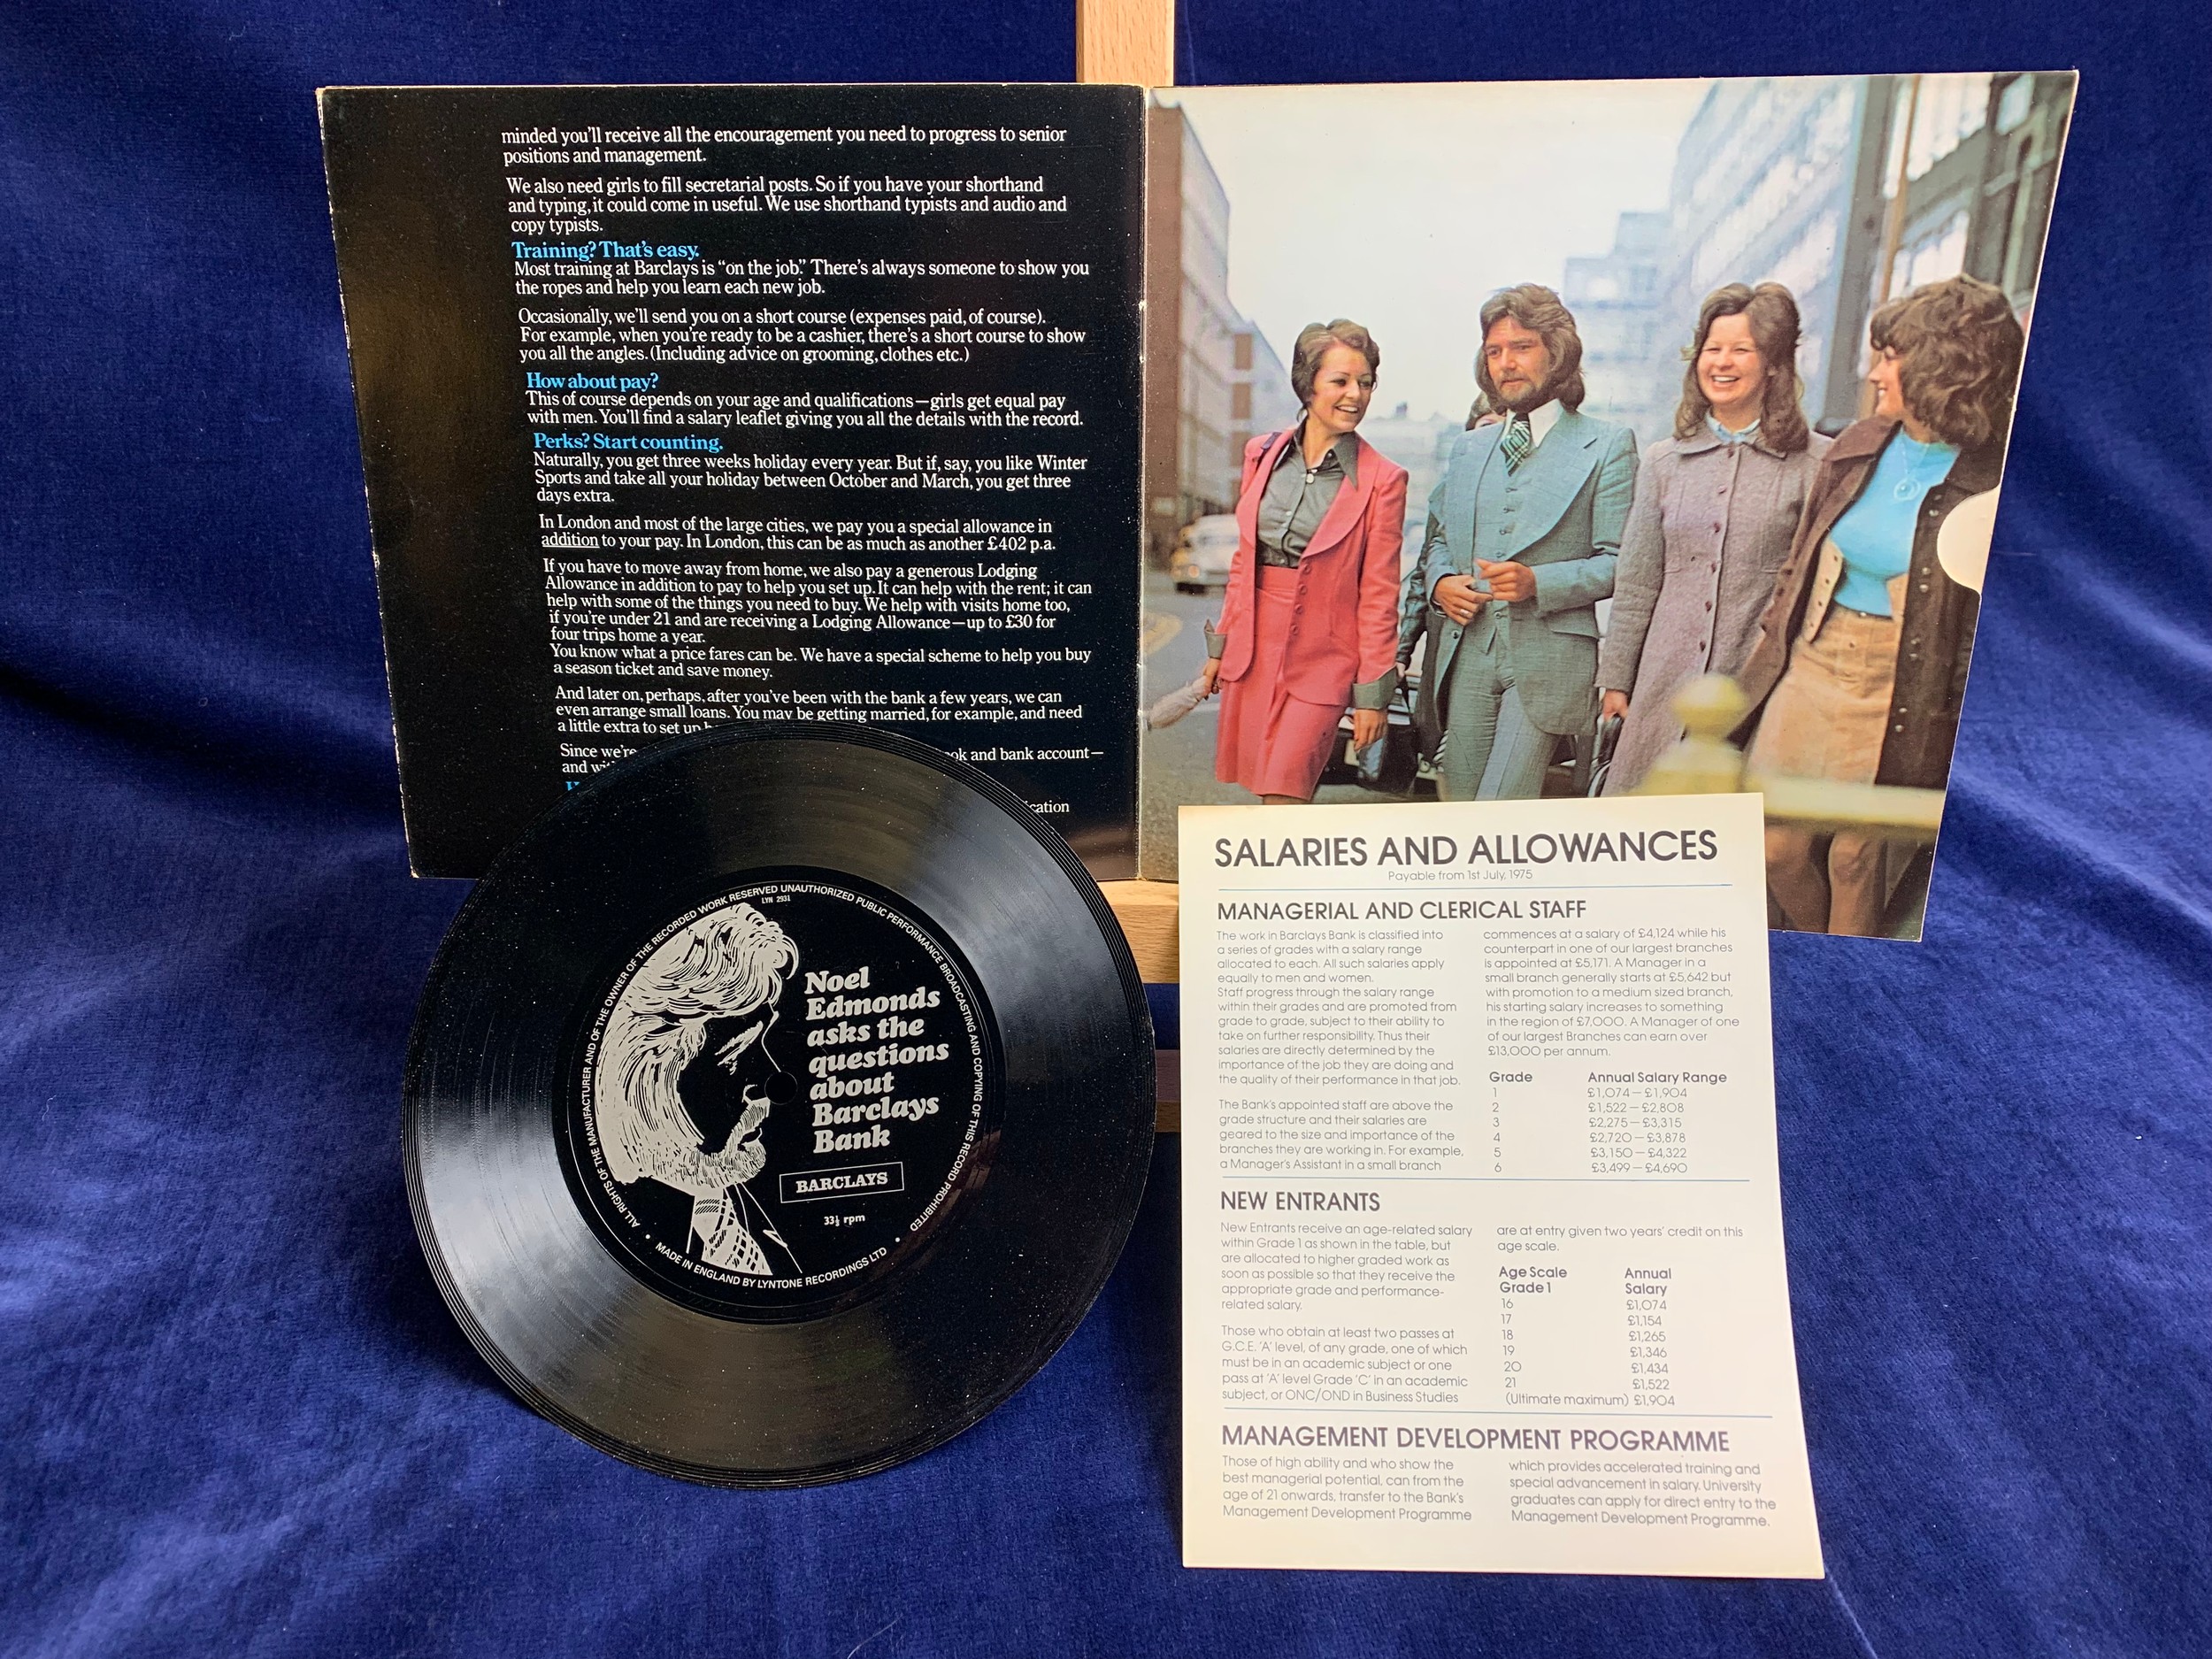 minded you'll receive all the encouragement you need to progress to senior
positions and management.
We also need girls to fill secretarial posts. So if you have your shorthand
and typing, it could come in useful. We use shorthand typists and audio and
copy typists.
Training? That's easy.
Most training at Barclays is “on the job.” There's always someone to show you
the ropes and help you learn each new job.
Occasionally, we'll send you on a short course (expenses paid, of course).
For example, when you're ready to be a cashier, there's a short course to show
you all the angles. (Including advice on grooming, clothes etc.)
How about pay?
This of course depends on your age and qualifications—girls get equal pay
with men. You'll find a salary leaflet giving you all the details with the record.
Perks? Start counting.
Naturally, you get three weeks holiday every year. But if, say, you like Winter
Sports and take all your holiday between October and March, you get three
days extra.
In London and most of the large cities, we pay you a special allowance in
addition to your pay. In London, this can be as much as another £402 p.a.
If you have to move away from home, we also pay a generous Lodging
Allowance in addition to pay to help you set up. It can help with the rent; it can
help with some of the things you need to buy. We help with visits home too,
if you're under 21 and are receiving a Lodging Allowance—up to £30 for
four trips home a year.
You know what a price fares can be. We have a special scheme to help you buy
a season ticket and save money.
And later on, perhaps, after you've been with the bank a few years, we can
even arrange small loans. You may be getting married, for example, and need
a little extra to set up
Since we're and bank account—
and
ALL RIGHTS OF THE MANUFACTURER AND OF THE OWNER OF THE RECORDED WORK RESERVED UNAUTHORIZED PUBLIC PERFORMANCE BROADCASTING AND COPYING OF THIS RECORD PROHIBITED
LYN 2931
Noel
Edmonds
asks the
questions
about
Barclays
Bank
BARCLAYS
33⅓ rpm
• MADE IN ENGLAND BY LYNTONE RECORDINGS LTD •
SALARIES AND ALLOWANCES
Payable from 1st July, 1975
MANAGERIAL AND CLERICAL STAFF
The work in Barclays Bank is classified into
a series of grades with a salary range
allocated to each. All such salaries apply
equally to men and women.
Staff progress through the salary range
within their grades and are promoted from
grade to grade, subject to their ability to
take on further responsibility. Thus their
salaries are directly determined by the
importance of the job they are doing and
the quality of their performance in that job.
The Bank's appointed staff are above the
grade structure and their salaries are
geared to the size and importance of the
branches they are working in. For example,
a Manager's Assistant in a small branch
commences at a salary of £4,124 while his
counterpart in one of our largest branches
is appointed at £5,171. A Manager in a
small branch generally starts at £5,642 but
with promotion to a medium sized branch,
his starting salary increases to something
in the region of £7,000. A Manager of one
of our largest Branches can earn over
£13,000 per annum.
Grade Annual Salary Range
1 £1,074 – £1,904
2 £1,522 – £2,808
3 £2,275 – £3,315
4 £2,720 – £3,878
5 £3,150 – £4,322
6 £3,499 – £4,690
NEW ENTRANTS
New Entrants receive an age-related salary
within Grade 1 as shown in the table, but
are allocated to higher graded work as
soon as possible so that they receive the
appropriate grade and performance-
related salary.
Those who obtain at least two passes at
G.C.E. 'A' level, of any grade, one of which
must be in an academic subject or one
pass at 'A' level Grade 'C' in an academic
subject, or ONC/OND in Business Studies
are at entry given two years' credit on this
age scale.
Age Scale Annual
Grade 1 Salary
16 £1,074
17 £1,154
18 £1,265
19 £1,346
20 £1,434
21 £1,522
(Ultimate maximum) £1,904
MANAGEMENT DEVELOPMENT PROGRAMME
Those of high ability and who show the
best managerial potential, can from the
age of 21 onwards, transfer to the Bank's
Management Development Programme
which provides accelerated training and
special advancement in salary. University
graduates can apply for direct entry to the
Management Development Programme.